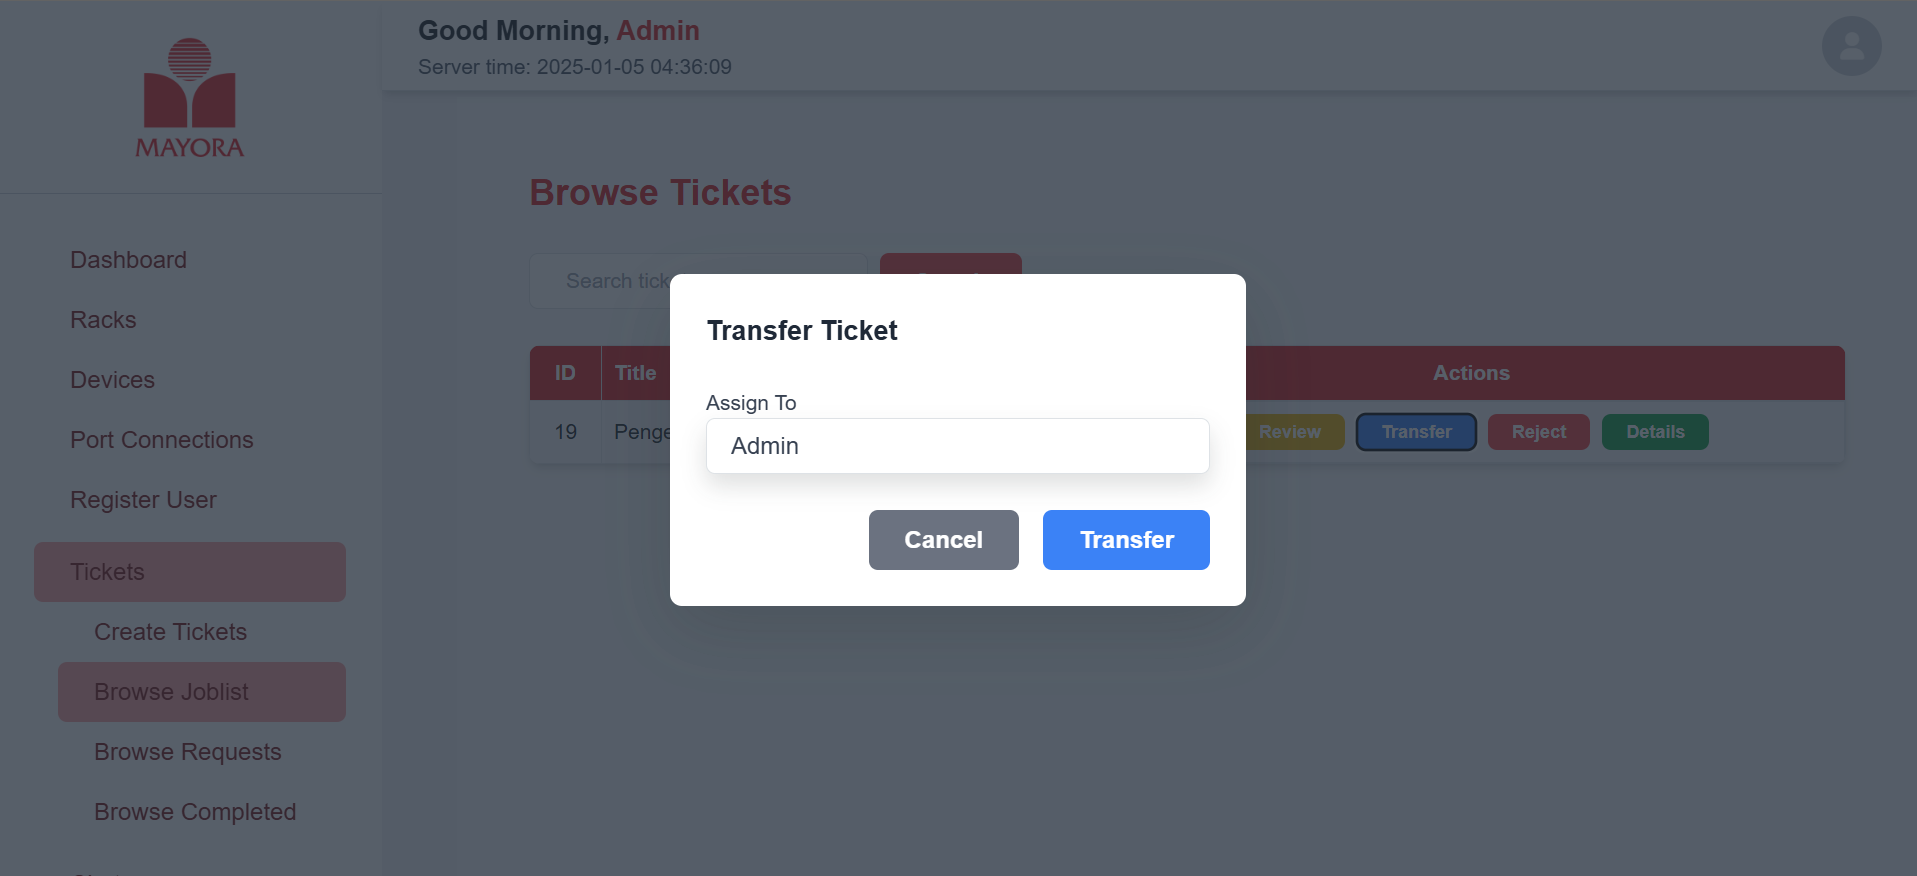 MAYORA
Good Morning, Admin
Server time: 2025-01-05 04:36:09
Dashboard
Racks
Devices
Port Connections
Register User
Tickets
Create Tickets
Browse Joblist
Browse Requests
Browse Completed
Browse Tickets
Search
ID Title Actions
19 Review Transfer Reject Details
Transfer Ticket
Assign To
Admin
Cancel Transfer